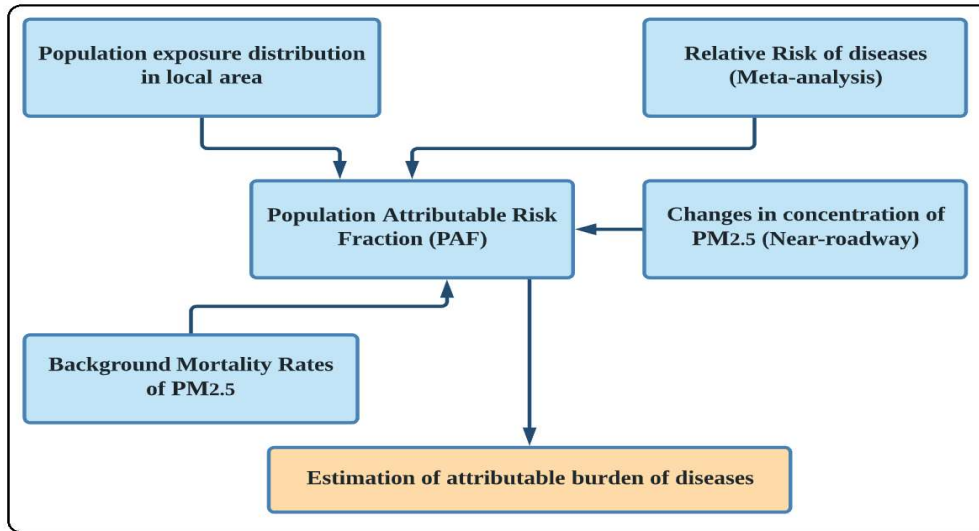 Population exposure distribution
in local area
Relative Risk of diseases
(Meta-analysis)
Population Attributable Risk
Fraction (PAF)
Changes in concentration of
PM2.5 (Near-roadway)
Background Mortality Rates
of PM2.5
Estimation of attributable burden of diseases